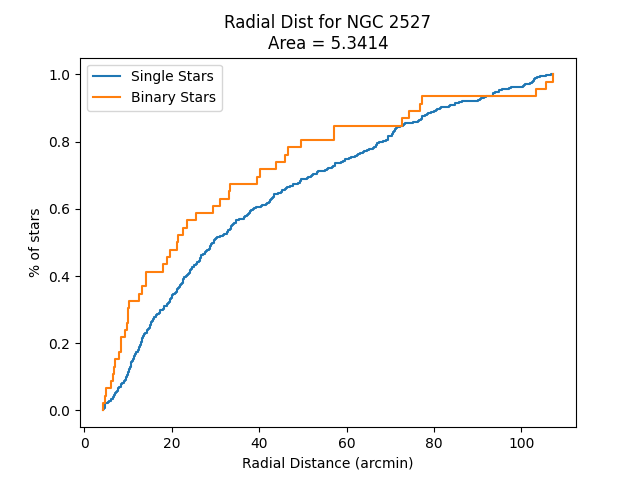 Radial Dist for NGC 2527
Area = 5.3414
Single Stars
Binary Stars
% of stars
1.0
0.8
0.6
0.4
0.2
0.0
0 20 40 60 80 100
Radial Distance (arcmin)